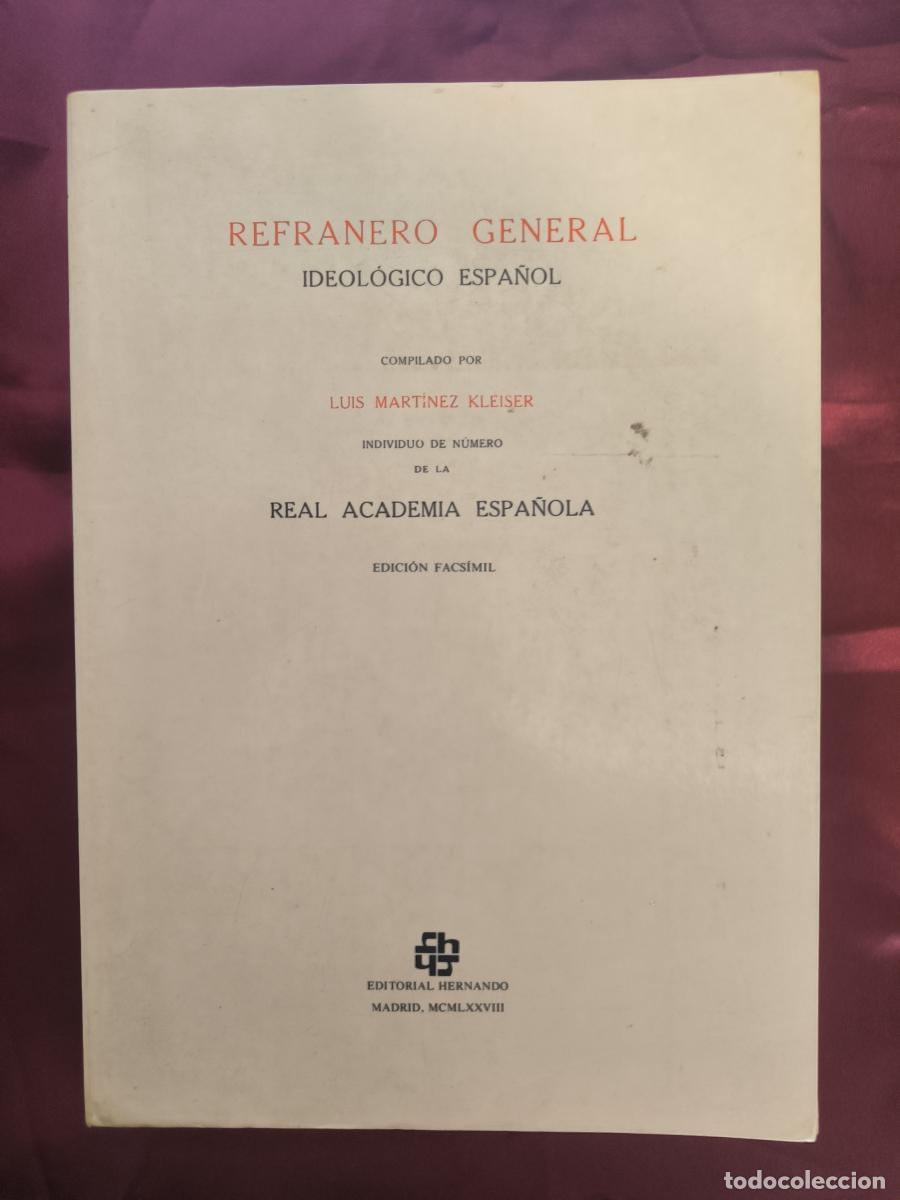 REFRANERO GENERAL
IDEOLÓGICO ESPAÑOL
COMPILADO POR
LUIS MARTÍNEZ KLEISER
INDIVIDUO DE NÚMERO
DE LA
REAL ACADEMIA ESPAÑOLA
EDICIÓN FACSÍMIL
EDITORIAL HERNANDO
MADRID, MCMLXXVIII
todocoleccion